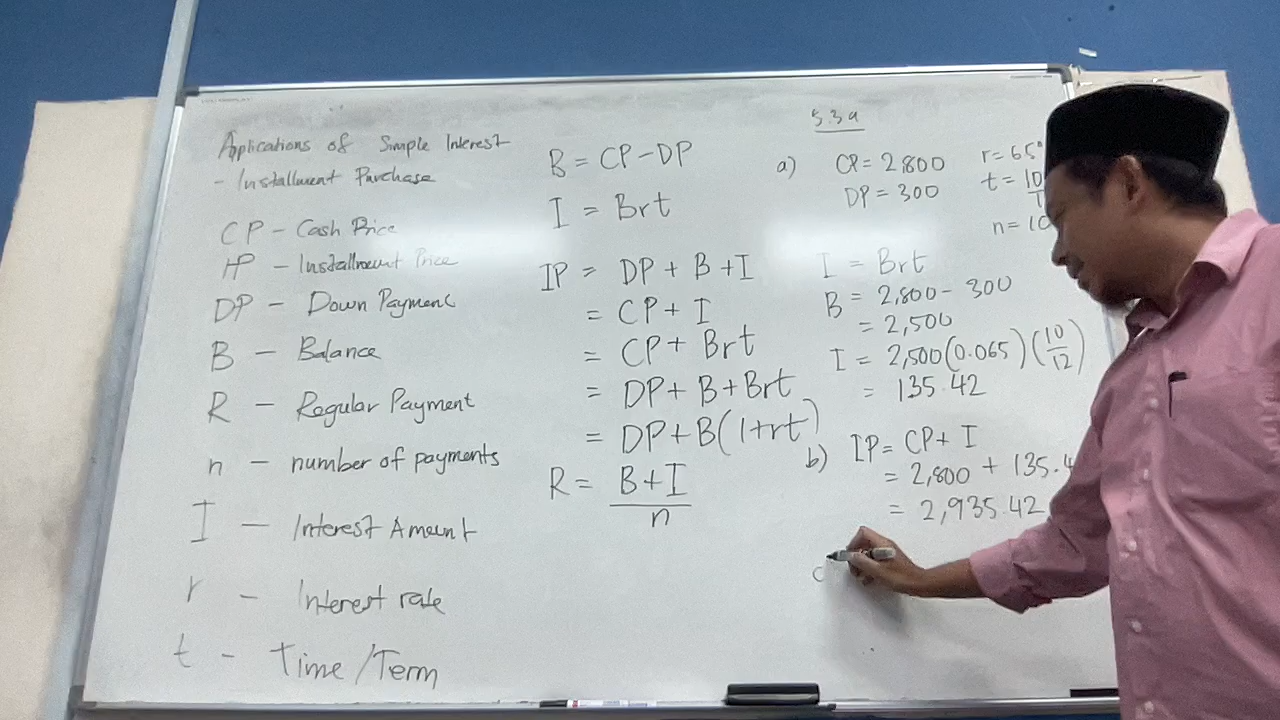 Applications of Simple Interest
- Installment Purchase
CP - Cash Price
IP - Installment Price
DP - Down Payment
B - Balance
R - Regular Payment
n - number of payments
I - Interest Amount
r - Interest rate
t - Time/Term
B = CP-DP
I = Brt
IP = DP + B + I
= CP + I
= CP + Brt
= DP + B + Brt
= DP+B(1+rt)
R = B+I
n
5.3a
a) CP = 2,800
DP = 300
r = 65
t = 10
n = 10
I = Brt
B = 2,800 - 300
= 2,500
I = 2,500(0.065)(10/12)
= 135.42
b) IP = CP + I
= 2,800 + 135.4
= 2,935.42
c